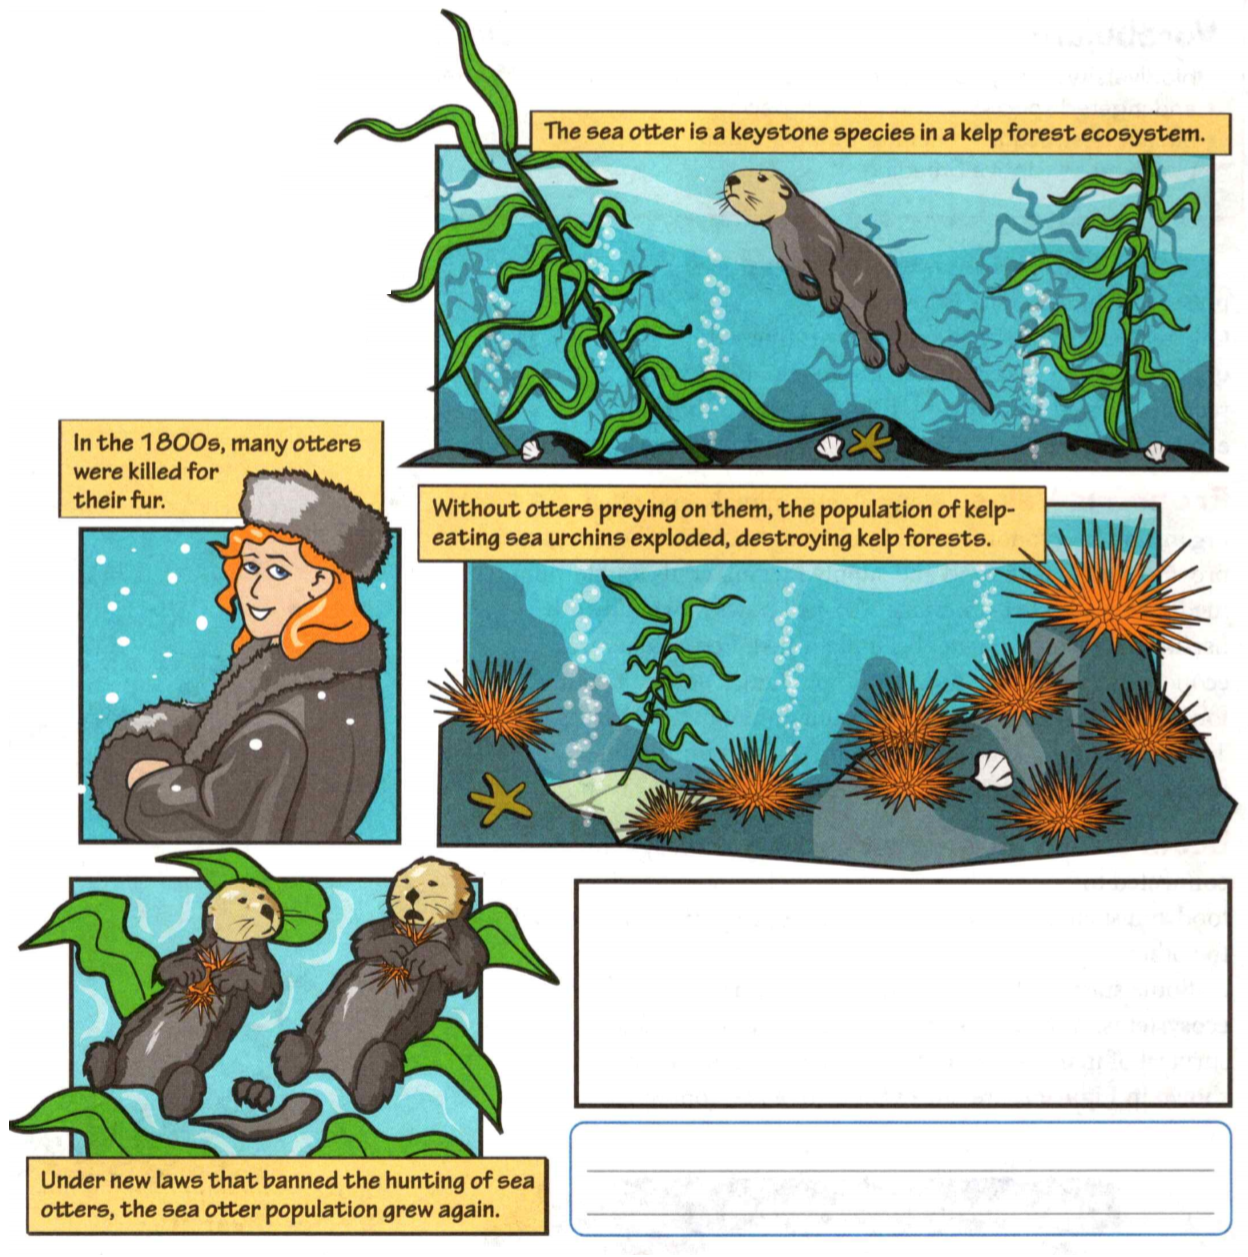 The sea otter is a keystone species in a kelp forest ecosystem.
In the 1800s, many otters
were killed for
their fur.
Without otters preying on them, the population of kelp-
eating sea urchins exploded, destroying kelp forests.
Under new laws that banned the hunting of sea
otters, the sea otter population grew again.